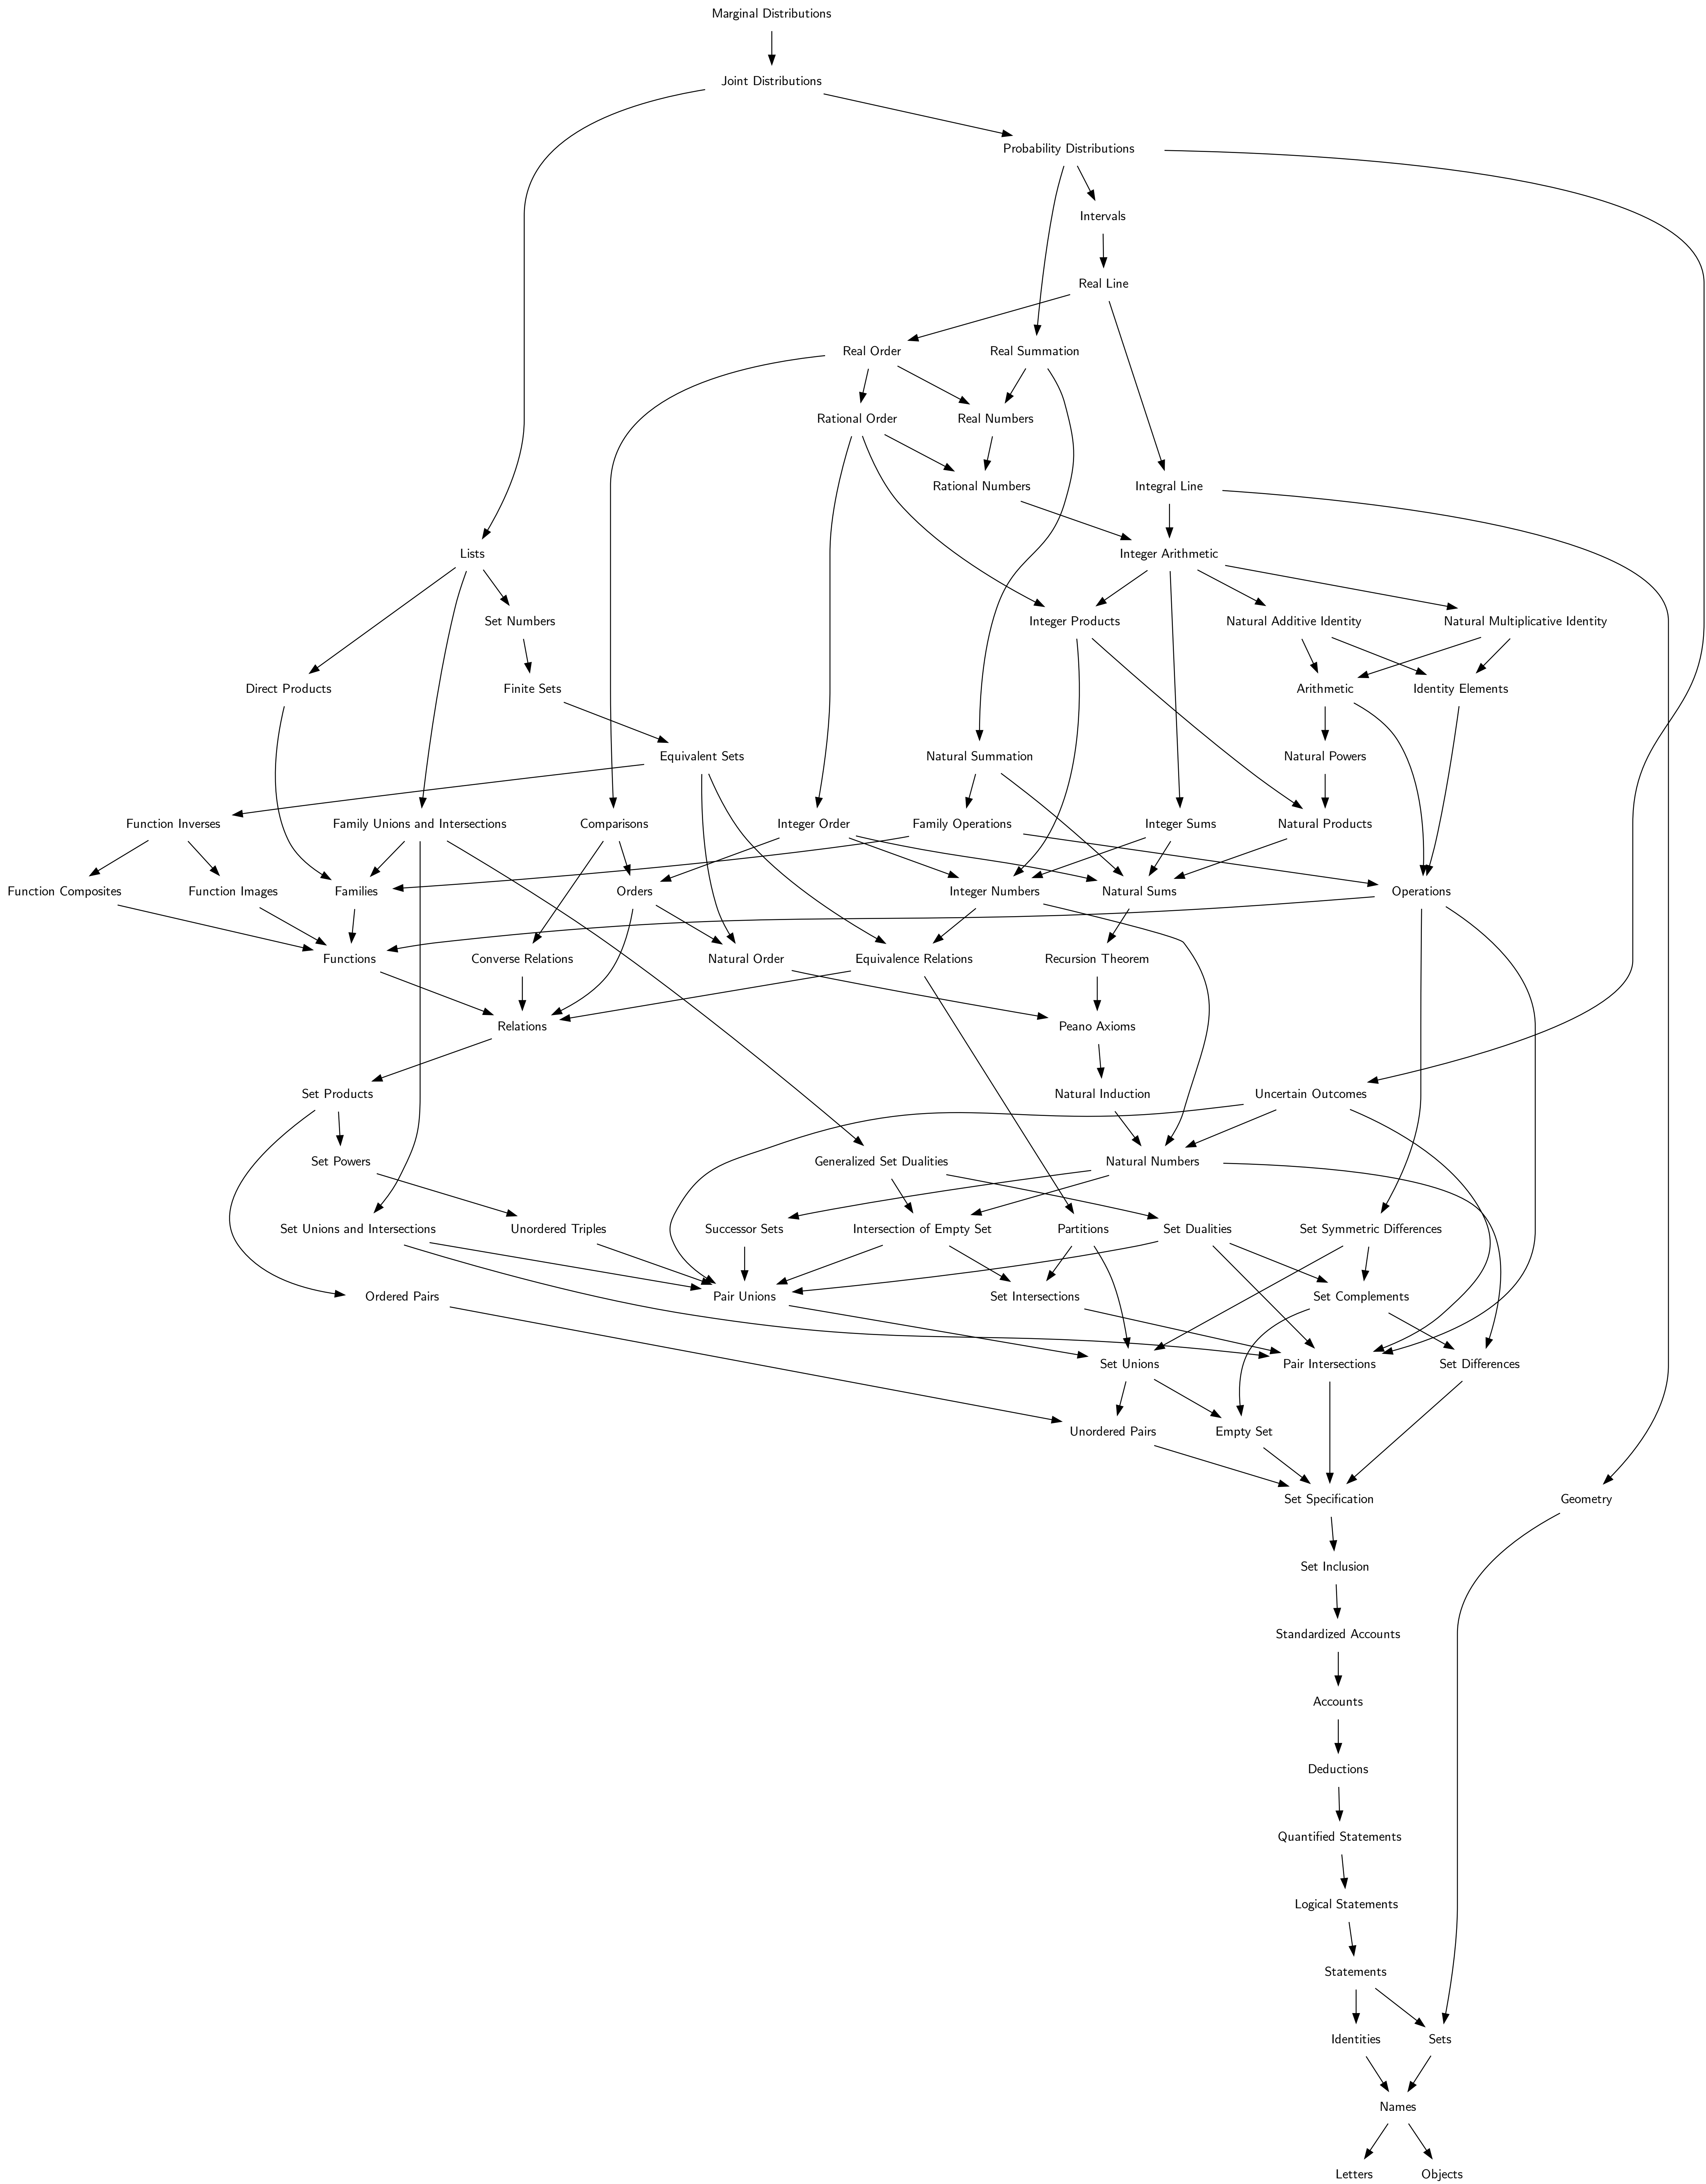 Marginal Distributions
Joint Distributions
Probability Distributions
Intervals
Real Line
Real Order
Real Summation
Rational Order
Real Numbers
Rational Numbers
Integral Line
Lists
Integer Arithmetic
Set Numbers
Integer Products
Natural Additive Identity
Natural Multiplicative Identity
Direct Products
Finite Sets
Arithmetic
Identity Elements
Equivalent Sets
Natural Summation
Natural Powers
Function Inverses
Family Unions and Intersections
Comparisons
Integer Order
Family Operations
Integer Sums
Natural Products
Function Composites
Function Images
Families
Orders
Integer Numbers
Natural Sums
Operations
Functions
Converse Relations
Natural Order
Equivalence Relations
Recursion Theorem
Relations
Peano Axioms
Set Products
Natural Induction
Uncertain Outcomes
Set Powers
Generalized Set Dualities
Natural Numbers
Set Unions and Intersections
Unordered Triples
Successor Sets
Intersection of Empty Set
Partitions
Set Dualities
Set Symmetric Differences
Ordered Pairs
Pair Unions
Set Intersections
Set Complements
Set Unions
Pair Intersections
Set Differences
Unordered Pairs
Empty Set
Set Specification
Geometry
Set Inclusion
Standardized Accounts
Accounts
Deductions
Quantified Statements
Logical Statements
Statements
Identities
Sets
Names
Letters
Objects